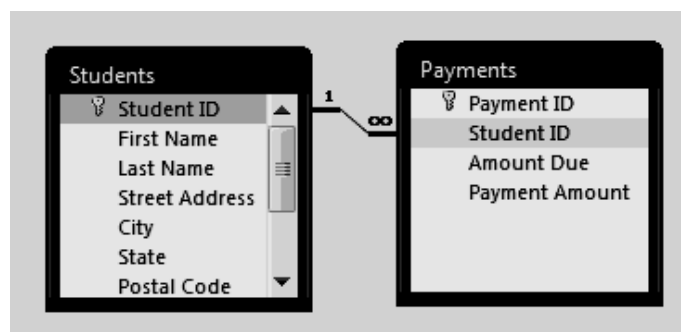 Students
Student ID
First Name
Last Name
Street Address
City
State
Postal Code
1
∞
Payments
Payment ID
Student ID
Amount Due
Payment Amount